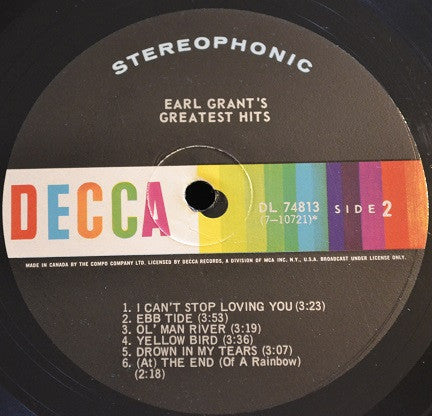 STEREOPHONIC
EARL GRANT'S
GREATEST HITS
DECCA
DL 74813
(7-10721)*
SIDE 2
MADE IN CANADA BY THE COMPO COMPANY LTD. LICENSED BY DECCA RECORDS, A DIVISION OF MCA INC. N.Y., U.S.A. BROADCAST UNDER LICENSE ONLY.
1. I CAN'T STOP LOVING YOU (3:23)
2. EBB TIDE (3:53)
3. OL' MAN RIVER (3:19)
4. YELLOW BIRD (3:36)
5. DROWN IN MY TEARS (3:07)
6. (At) THE END (Of A Rainbow)
(2:18)